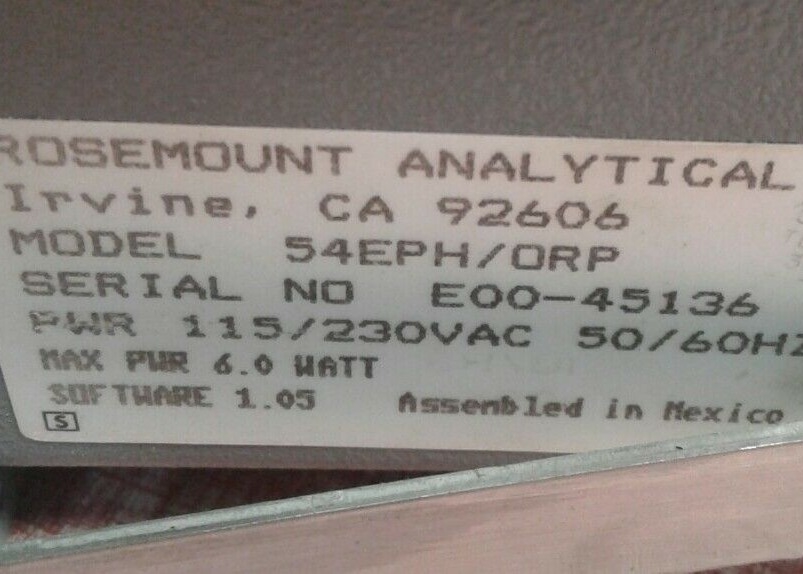 ROSEMOUNT ANALYTICAL
Irvine, CA 92606
MODEL 54EPH/ORP
SERIAL NO E00-45136
PWR 115/230VAC 50/60HZ
MAX PWR 6.0 WATT
SOFTWARE 1.05 Assembled in Mexico
S